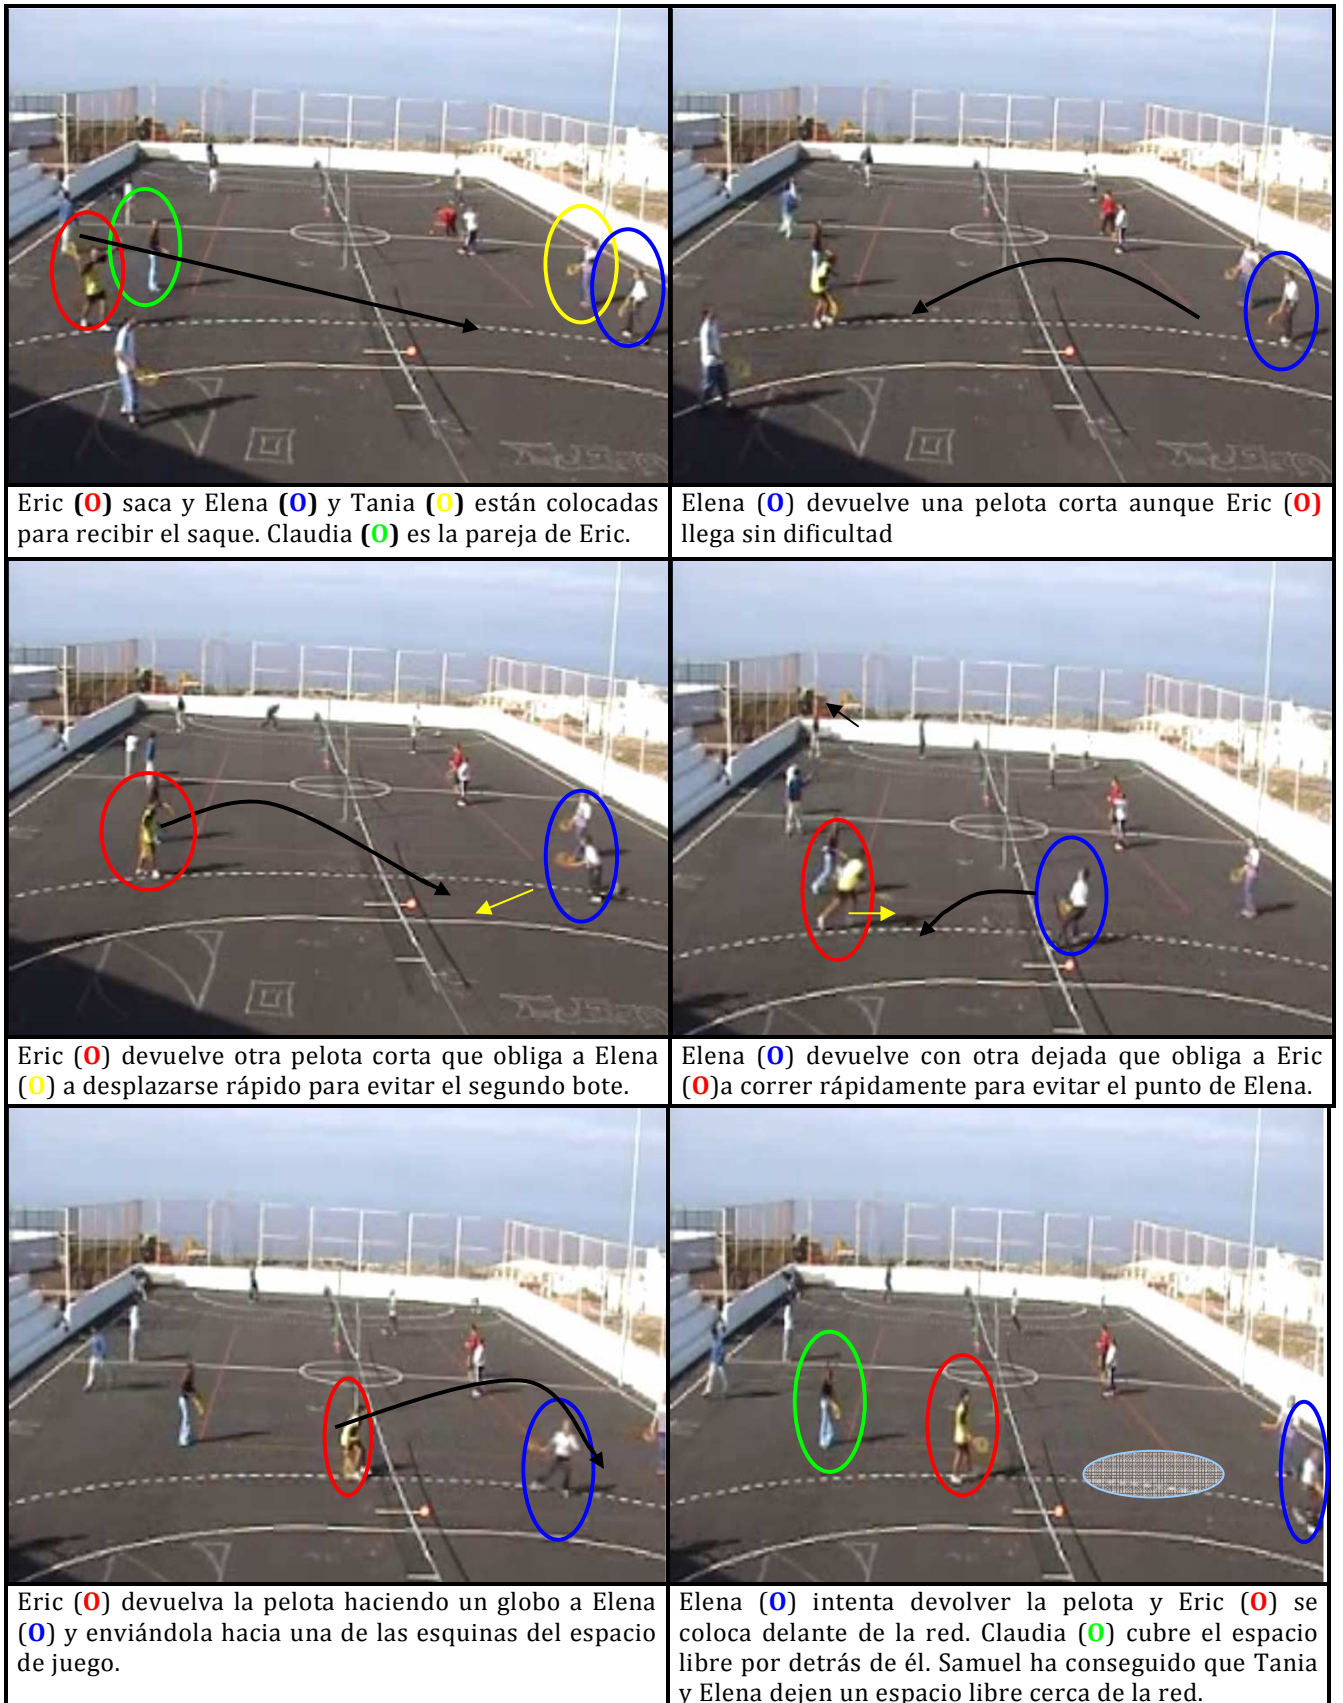 Eric (O) saca y Elena (O) y Tania (O) están colocadas
para recibir el saque. Claudia (O) es la pareja de Eric.
Elena (O) devuelve una pelota corta aunque Eric (O)
llega sin dificultad
Eric (O) devuelve otra pelota corta que obliga a Elena
(O) a desplazarse rápido para evitar el segundo bote.
Elena (O) devuelve con otra dejada que obliga a Eric
(O)a correr rápidamente para evitar el punto de Elena.
Eric (O) devuelva la pelota haciendo un globo a Elena
(O) y enviándola hacia una de las esquinas del espacio
de juego.
Elena (O) intenta devolver la pelota y Eric (O) se
coloca delante de la red. Claudia (O) cubre el espacio
libre por detrás de él. Samuel ha conseguido que Tania
y Elena dejen un espacio libre cerca de la red.